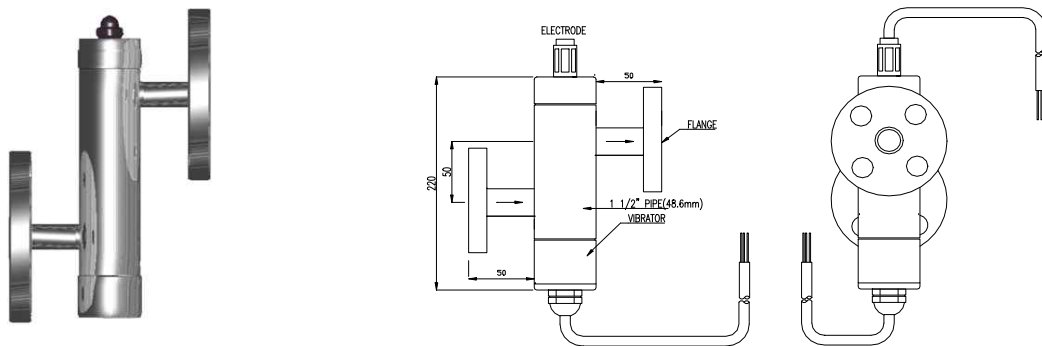 ELECTRODE
50
FLANGE
50
220
1 1/2" PIPE(48.6mm)
VIBRATOR
50